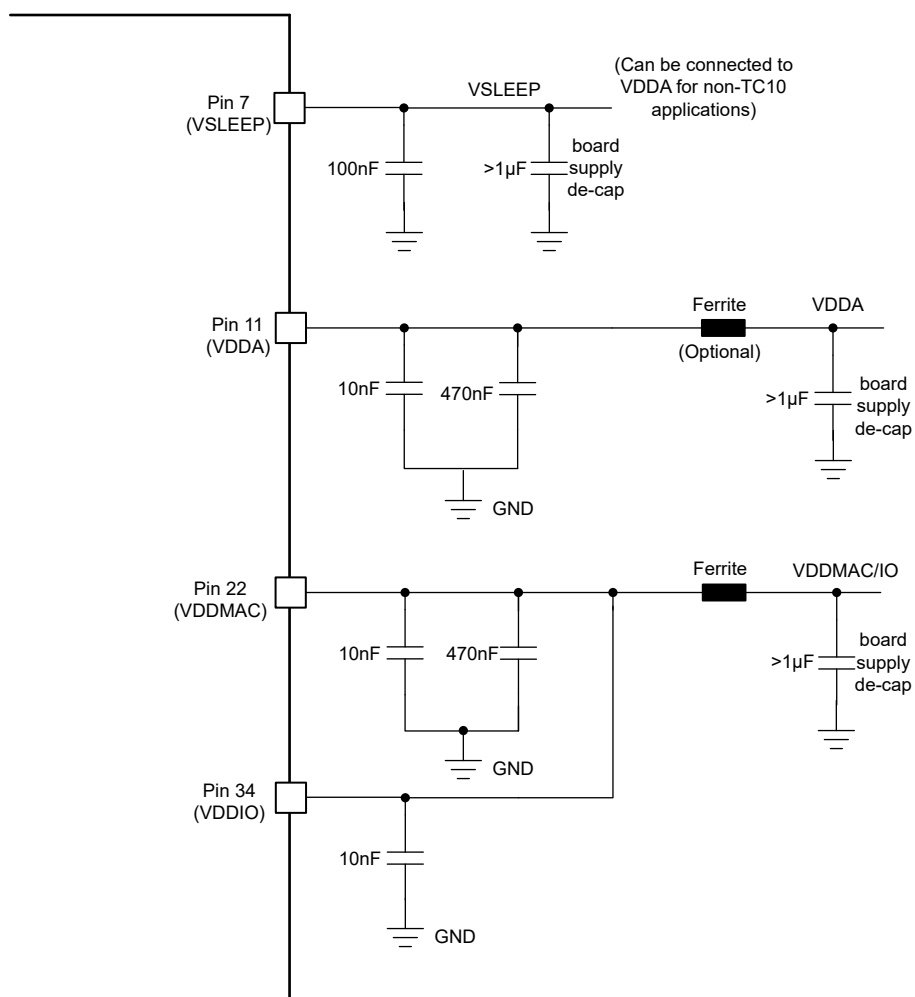 Pin 7
(VSLEEP)
VSLEEP
(Can be connected to
VDDA for non-TC10
applications)
100nF
>1µF
board
supply
de-cap
Pin 11
(VDDA)
Ferrite
(Optional)
VDDA
10nF
470nF
>1µF
board
supply
de-cap
GND
Pin 22
(VDDMAC)
Ferrite
VDDMAC/IO
10nF
470nF
>1µF
board
supply
de-cap
GND
Pin 34
(VDDIO)
10nF
GND